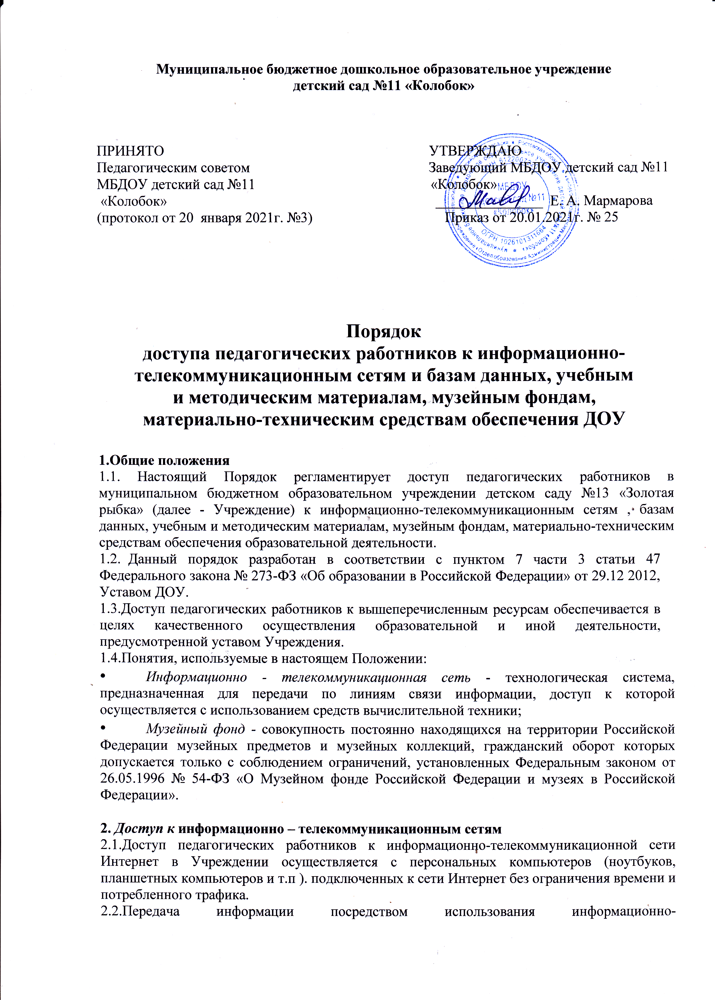 Муниципальное бюджетное дошкольное образовательное учреждение
детский сад №11 «Колобок»
ПРИНЯТО
Педагогическим советом
МБДОУ детский сад №11
«Колобок»
(протокол от 20 января 2021г. №3)
УТВЕРЖДАЮ
Заведующий МБДОУ детский сад №11
«Колобок»
Е. А. Мармарова
Приказ от 20.01.2021г. № 25
МБДОУ
детский сад №11
«Колобок»
ОГРН 1026101311664
Порядок
доступа педагогических работников к информационно-
телекоммуникационным сетям и базам данных, учебным
и методическим материалам, музейным фондам,
материально-техническим средствам обеспечения ДОУ
1.Общие положения
1.1. Настоящий Порядок регламентирует доступ педагогических работников в
муниципальном бюджетном образовательном учреждении детском саду №13 «Золотая
рыбка» (далее - Учреждение) к информационно-телекоммуникационным сетям , базам
данных, учебным и методическим материалам, музейным фондам, материально-техническим
средствам обеспечения образовательной деятельности.
1.2. Данный порядок разработан в соответствии с пунктом 7 части 3 статьи 47
Федерального закона № 273-ФЗ «Об образовании в Российской Федерации» от 29.12 2012,
Уставом ДОУ.
1.3.Доступ педагогических работников к вышеперечисленным ресурсам обеспечивается в
целях качественного осуществления образовательной и иной деятельности,
предусмотренной уставом Учреждения.
1.4.Понятия, используемые в настоящем Положении:
• Информационно - телекоммуникационная сеть - технологическая система,
предназначенная для передачи по линиям связи информации, доступ к которой
осуществляется с использованием средств вычислительной техники;
• Музейный фонд - совокупность постоянно находящихся на территории Российской
Федерации музейных предметов и музейных коллекций, гражданский оборот которых
допускается только с соблюдением ограничений, установленных Федеральным законом от
26.05.1996 № 54-ФЗ «О Музейном фонде Российской Федерации и музеях в Российской
Федерации».
2. Доступ к информационно – телекоммуникационным сетям
2.1.Доступ педагогических работников к информационно-телекоммуникационной сети
Интернет в Учреждении осуществляется с персональных компьютеров (ноутбуков,
планшетных компьютеров и т.п ). подключенных к сети Интернет без ограничения времени и
потребленного трафика.
2.2.Передача информации посредством использования информационно-